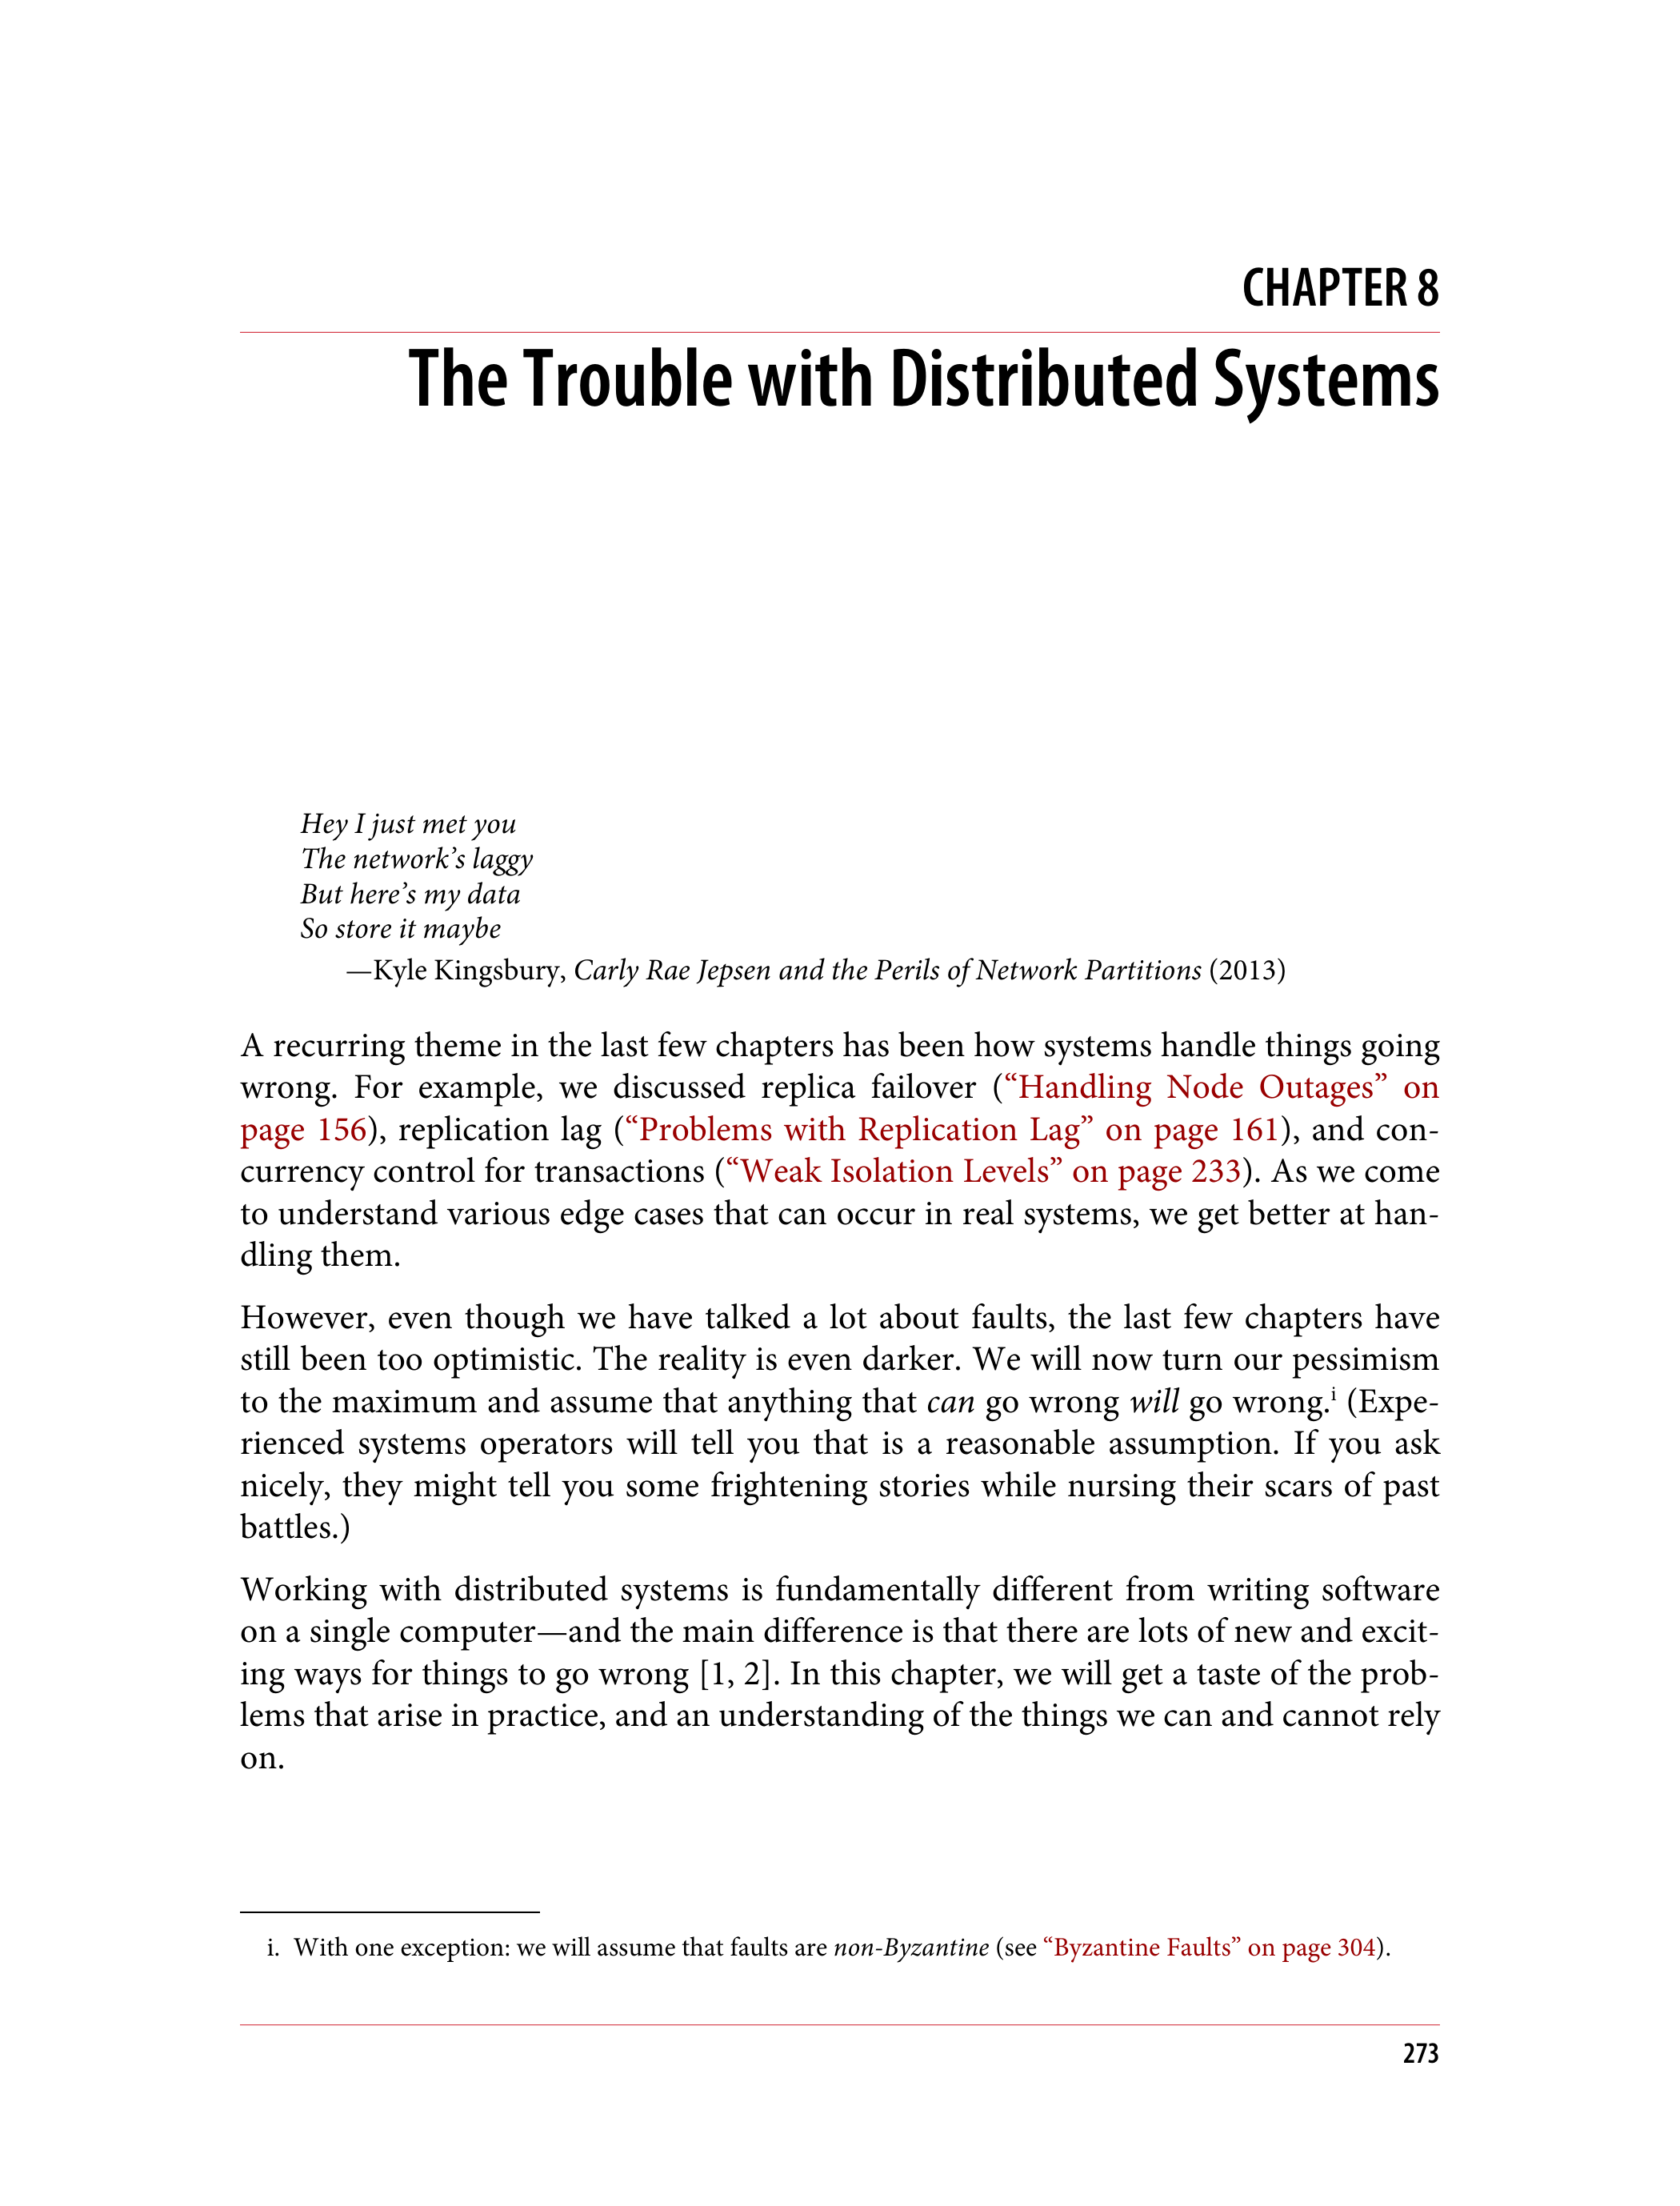 CHAPTER 8
The Trouble with Distributed Systems
Hey I just met you
The network’s laggy
But here’s my data
So store it maybe
—Kyle Kingsbury, Carly Rae Jepsen and the Perils of Network Partitions (2013)
A recurring theme in the last few chapters has been how systems handle things going
wrong. For example, we discussed replica failover (“Handling Node Outages” on
page 156), replication lag (“Problems with Replication Lag” on page 161), and con-
currency control for transactions (“Weak Isolation Levels” on page 233). As we come
to understand various edge cases that can occur in real systems, we get better at han-
dling them.
However, even though we have talked a lot about faults, the last few chapters have
still been too optimistic. The reality is even darker. We will now turn our pessimism
to the maximum and assume that anything that can go wrong will go wrong.i (Expe-
rienced systems operators will tell you that is a reasonable assumption. If you ask
nicely, they might tell you some frightening stories while nursing their scars of past
battles.)
Working with distributed systems is fundamentally different from writing software
on a single computer—and the main difference is that there are lots of new and excit-
ing ways for things to go wrong [1, 2]. In this chapter, we will get a taste of the prob-
lems that arise in practice, and an understanding of the things we can and cannot rely
on.
i. With one exception: we will assume that faults are non-Byzantine (see “Byzantine Faults” on page 304).
273